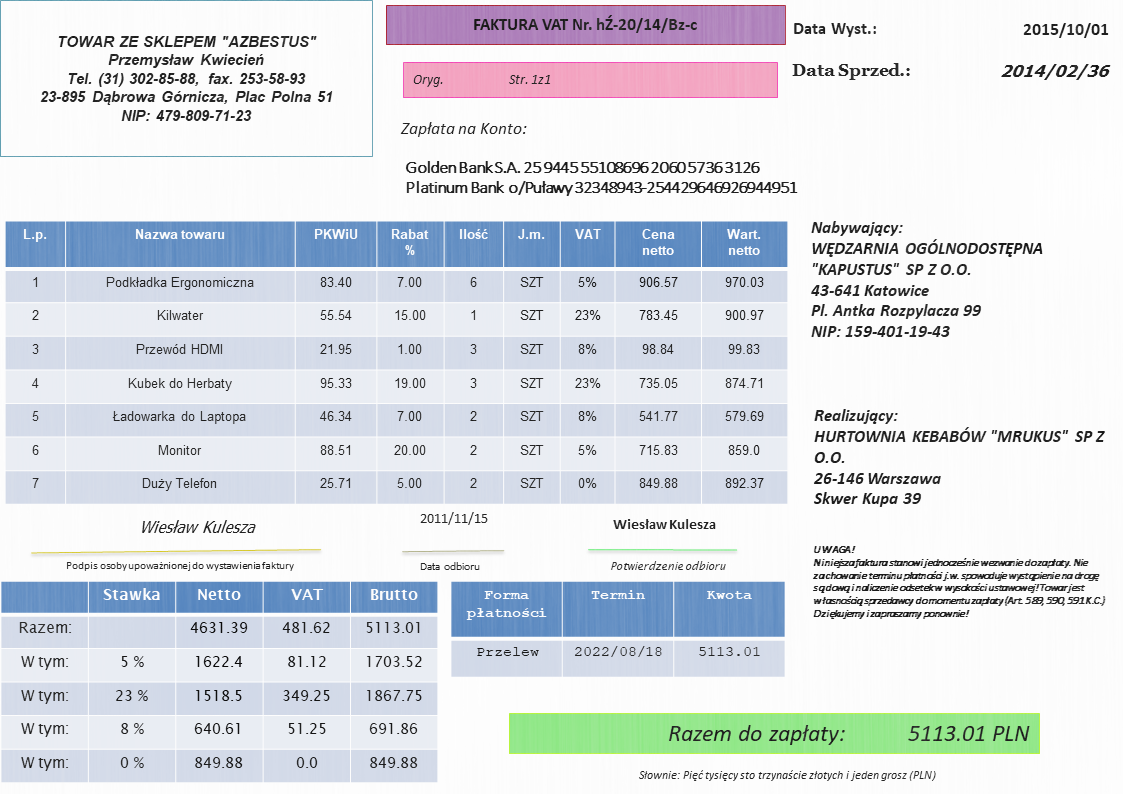 TOWAR ZE SKLEPEM "AZBESTUS"
Przemysław Kwiecień
Tel. (31) 302-85-88, fax. 253-58-93
23-895 Dąbrowa Górnicza, Plac Polna 51
NIP: 479-809-71-23
FAKTURA VAT Nr. hŹ-20/14/Bz-c
Oryg. Str. 1z1
Data Wyst.: 2015/10/01
Data Sprzed.: 2014/02/36
Zapłata na Konto:
Golden Bank S.A. 25 9445 5510 8696 2060 5736 3126
Platinum Bank o/Puławy 32348943-254429646926944951
L.p. Nazwa towaru PKWiU Rabat % Ilość J.m. VAT Cena netto Wart. netto
1 Podkładka Ergonomiczna 83.40 7.00 6 SZT 5% 906.57 970.03
2 Kilwater 55.54 15.00 1 SZT 23% 783.45 900.97
3 Przewód HDMI 21.95 1.00 3 SZT 8% 98.84 99.83
4 Kubek do Herbaty 95.33 19.00 3 SZT 23% 735.05 874.71
5 Ładowarka do Laptopa 46.34 7.00 2 SZT 8% 541.77 579.69
6 Monitor 88.51 20.00 2 SZT 5% 715.83 859.0
7 Duży Telefon 25.71 5.00 2 SZT 0% 849.88 892.37
Nabywający:
WĘDZARNIA OGÓLNODOSTĘPNA
"KAPUSTUS" SP Z O.O.
43-641 Katowice
Pl. Antka Rozpylacza 99
NIP: 159-401-19-43
Realizujący:
HURTOWNIA KEBABÓW "MRUKUS" SP Z
O.O.
26-146 Warszawa
Skwer Kupa 39
Wiesław Kulesza
Podpis osoby upoważnionej do wystawienia faktury
2011/11/15
Data odbioru
Wiesław Kulesza
Potwierdzenie odbioru
UWAGA!
Niniejsza faktura stanowi jednocześnie wezwanie do zapłaty. Nie
zachowanie terminu płatności j.w. spowoduje wystąpienie na drogę
sądową i naliczenie odsetek w wysokości ustawowej! Towar jest
własnością sprzedawcy do momentu zapłaty (Art. 589, 590, 591 K.C.)
Dziękujemy i zapraszamy ponownie!
Stawka Netto VAT Brutto
Razem: 4631.39 481.62 5113.01
W tym: 5 % 1622.4 81.12 1703.52
W tym: 23 % 1518.5 349.25 1867.75
W tym: 8 % 640.61 51.25 691.86
W tym: 0 % 849.88 0.0 849.88
Forma płatności Termin Kwota
Przelew 2022/08/18 5113.01
Razem do zapłaty: 5113.01 PLN
Słownie: Pięć tysięcy sto trzynaście złotych i jeden grosz (PLN)